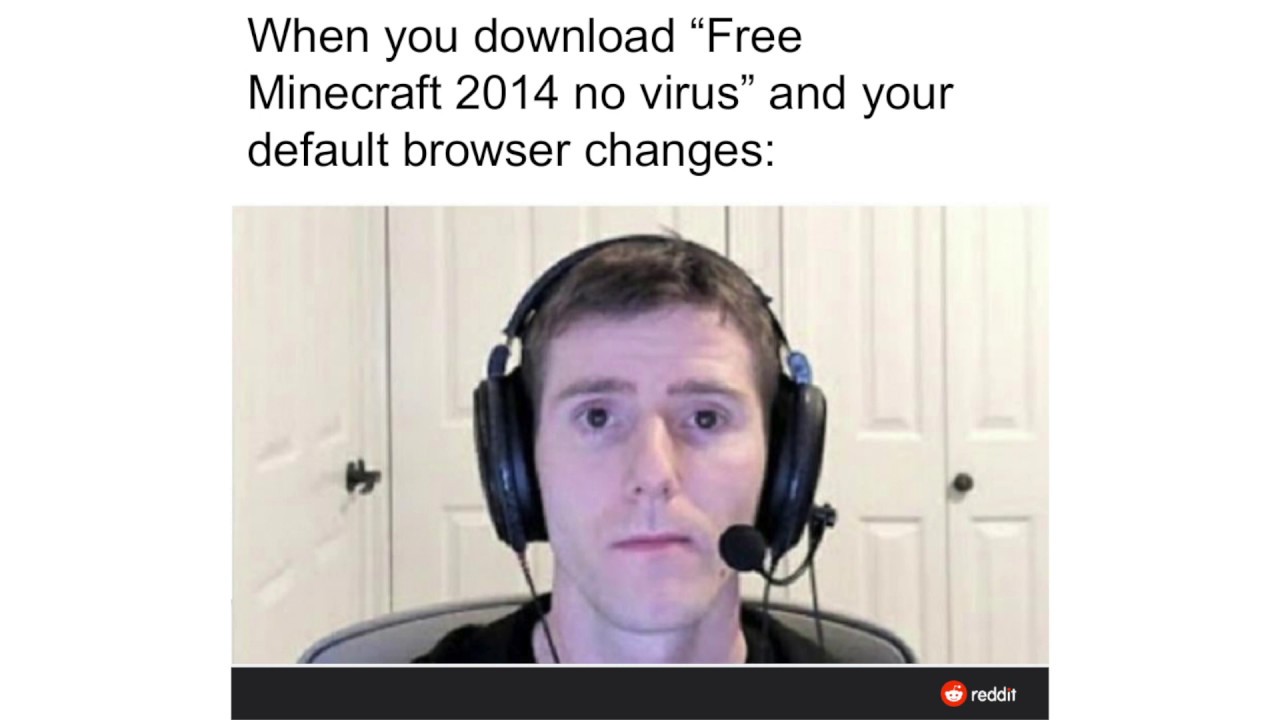 When you download “Free
Minecraft 2014 no virus” and your
default browser changes:
reddit